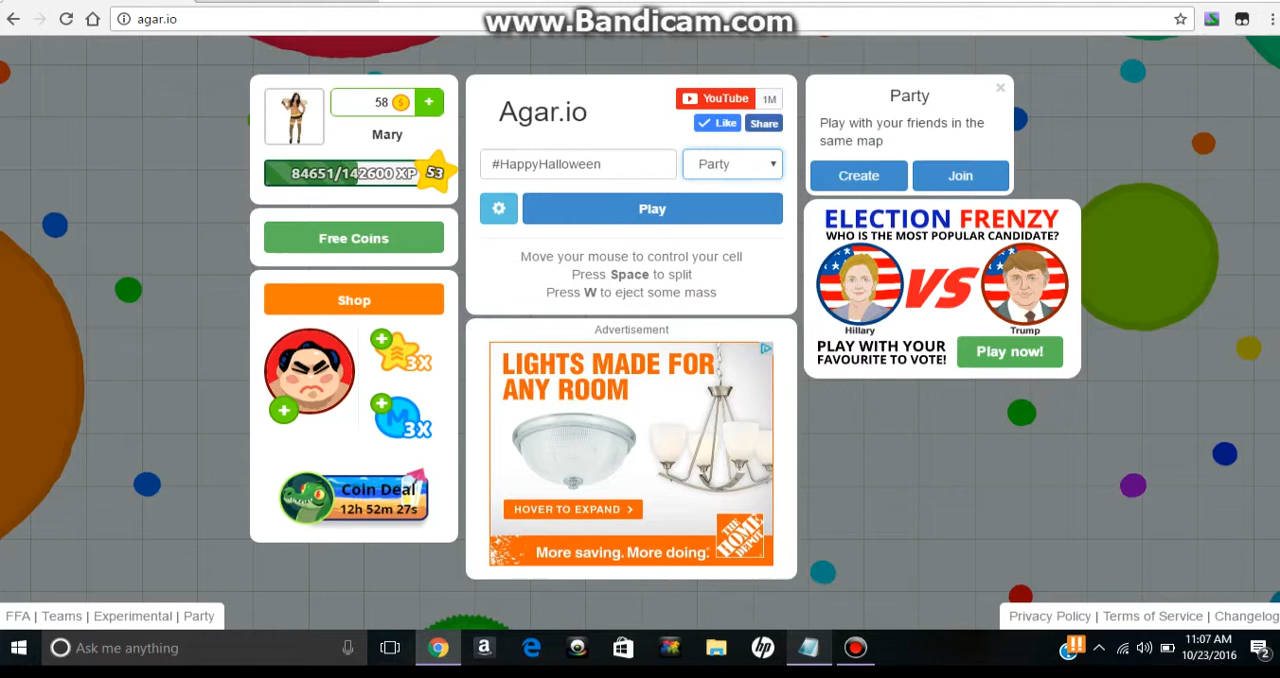 agar.io
www.Bandicam.com
58
Mary
84651/142600 XP
53
Free Coins
Shop
3X
M
3X
Coin Deal
12h 52m 27s
Agar.io
YouTube 1M
Like Share
#HappyHalloween
Party
Play
Move your mouse to control your cell
Press Space to split
Press W to eject some mass
Advertisement
LIGHTS MADE FOR
ANY ROOM
HOVER TO EXPAND >
THE HOME DEPOT
More saving. More doing.
Party
×
Play with your friends in the
same map
Create
Join
ELECTION FRENZY
WHO IS THE MOST POPULAR CANDIDATE?
VS
Hillary
Trump
PLAY WITH YOUR
FAVOURITE TO VOTE!
Play now!
FFA | Teams | Experimental | Party
Privacy Policy | Terms of Service | Changelog
Ask me anything
a
hp
11:07 AM
10/23/2016
2